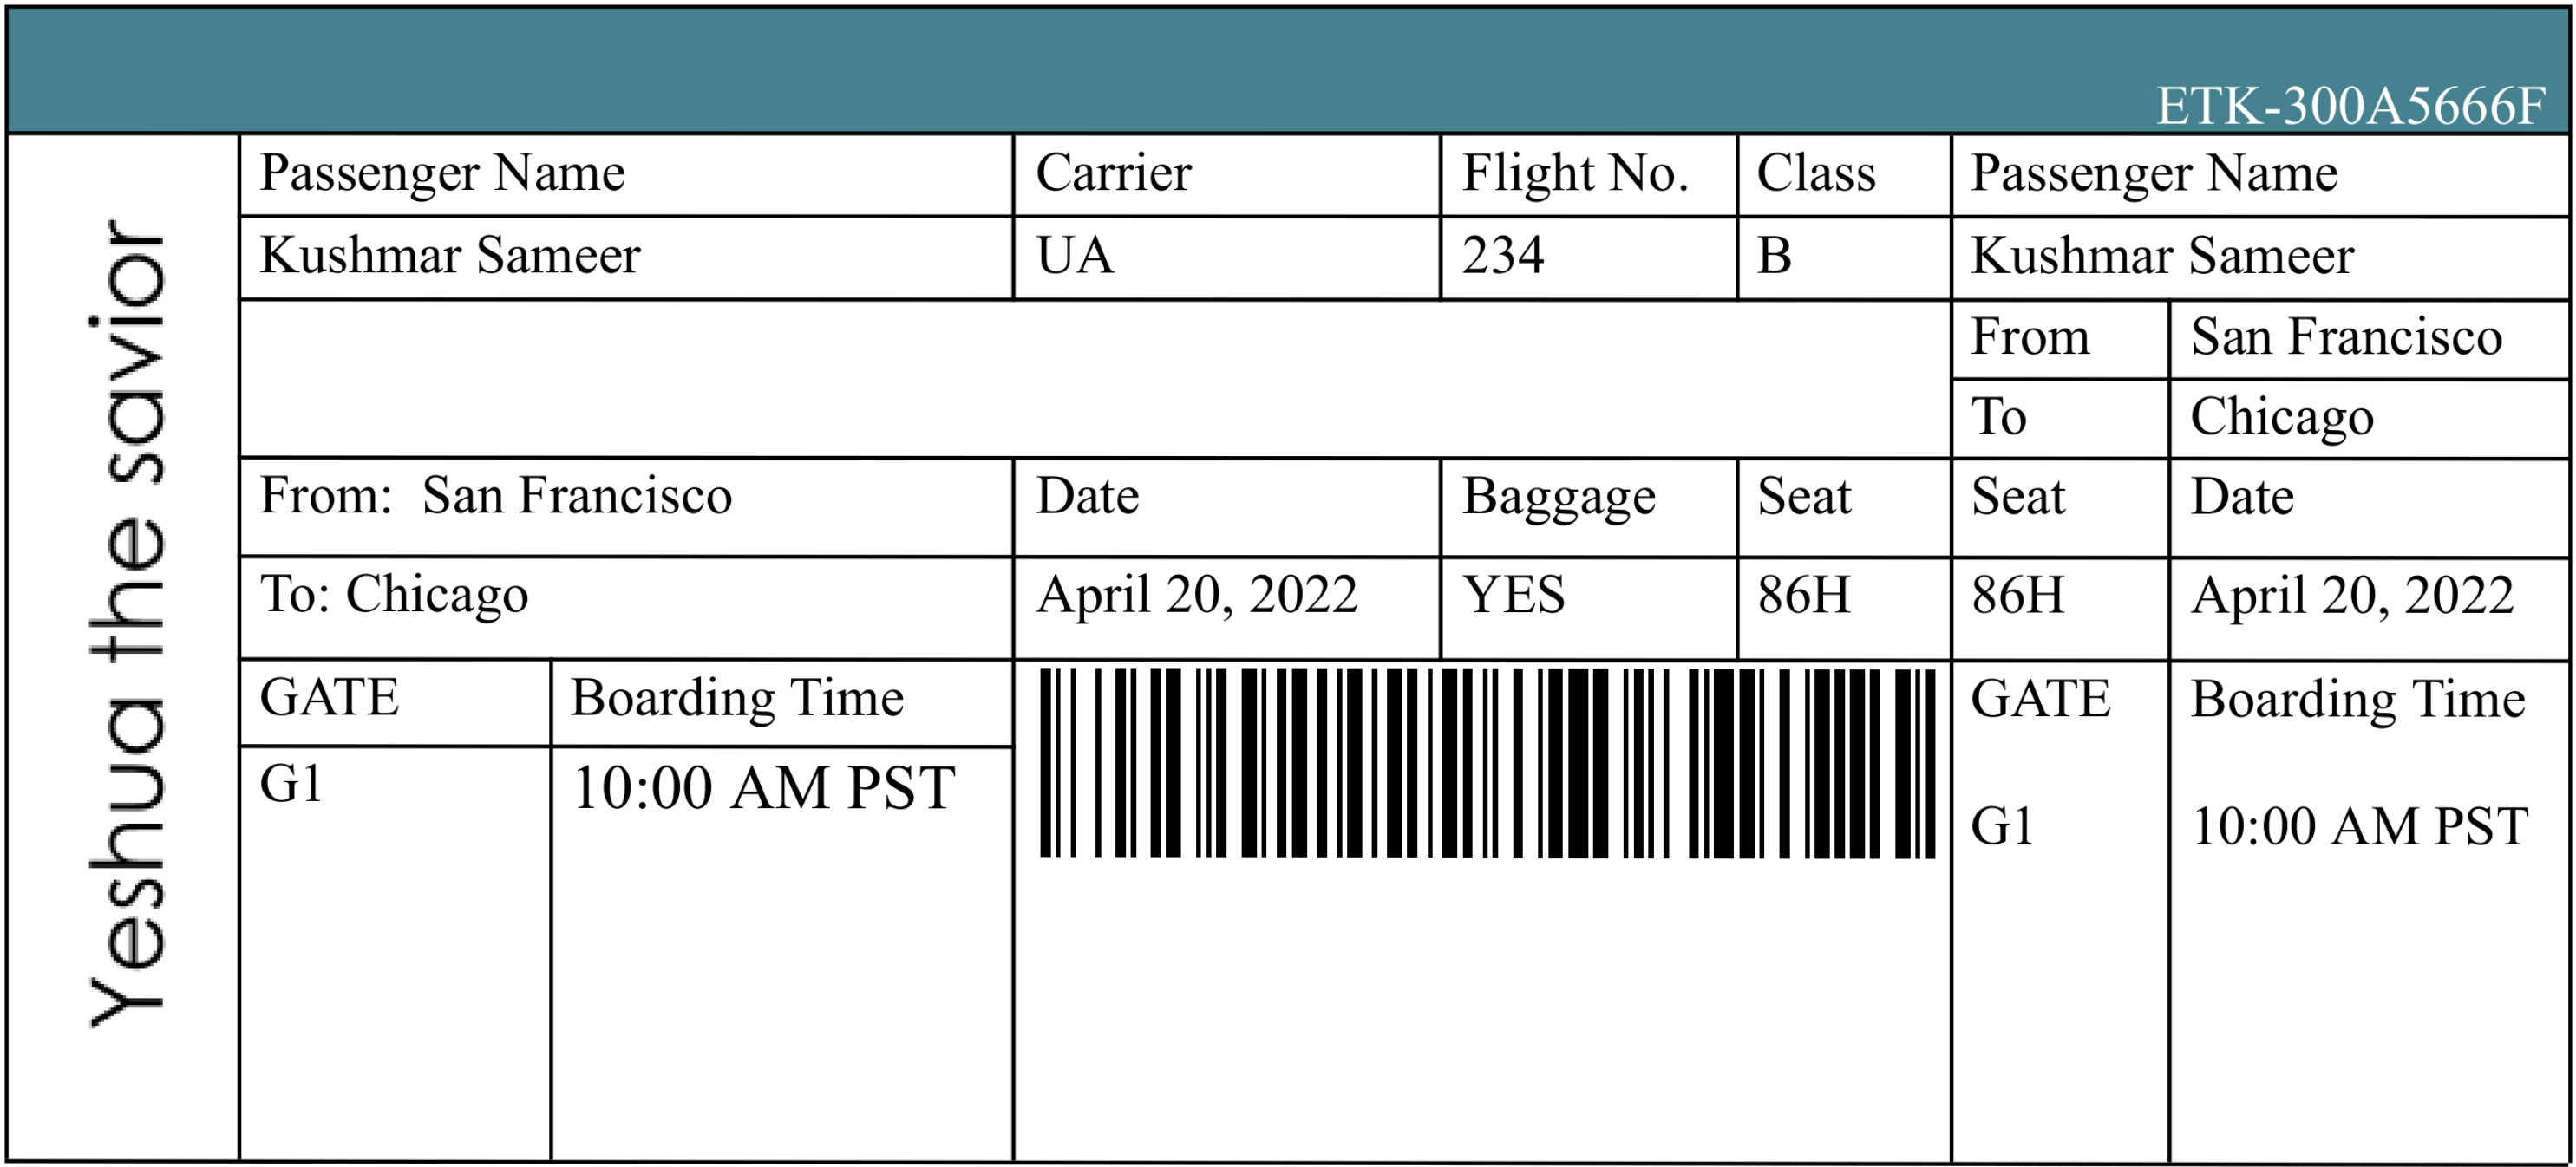 ETK-300A5666F
Yeshua the savior
Passenger Name Carrier Flight No. Class Passenger Name
Kushmar Sameer UA 234 B Kushmar Sameer
From San Francisco
To Chicago
From: San Francisco Date Baggage Seat Seat Date
To: Chicago April 20, 2022 YES 86H 86H April 20, 2022
GATE Boarding Time GATE Boarding Time
G1 10:00 AM PST G1 10:00 AM PST